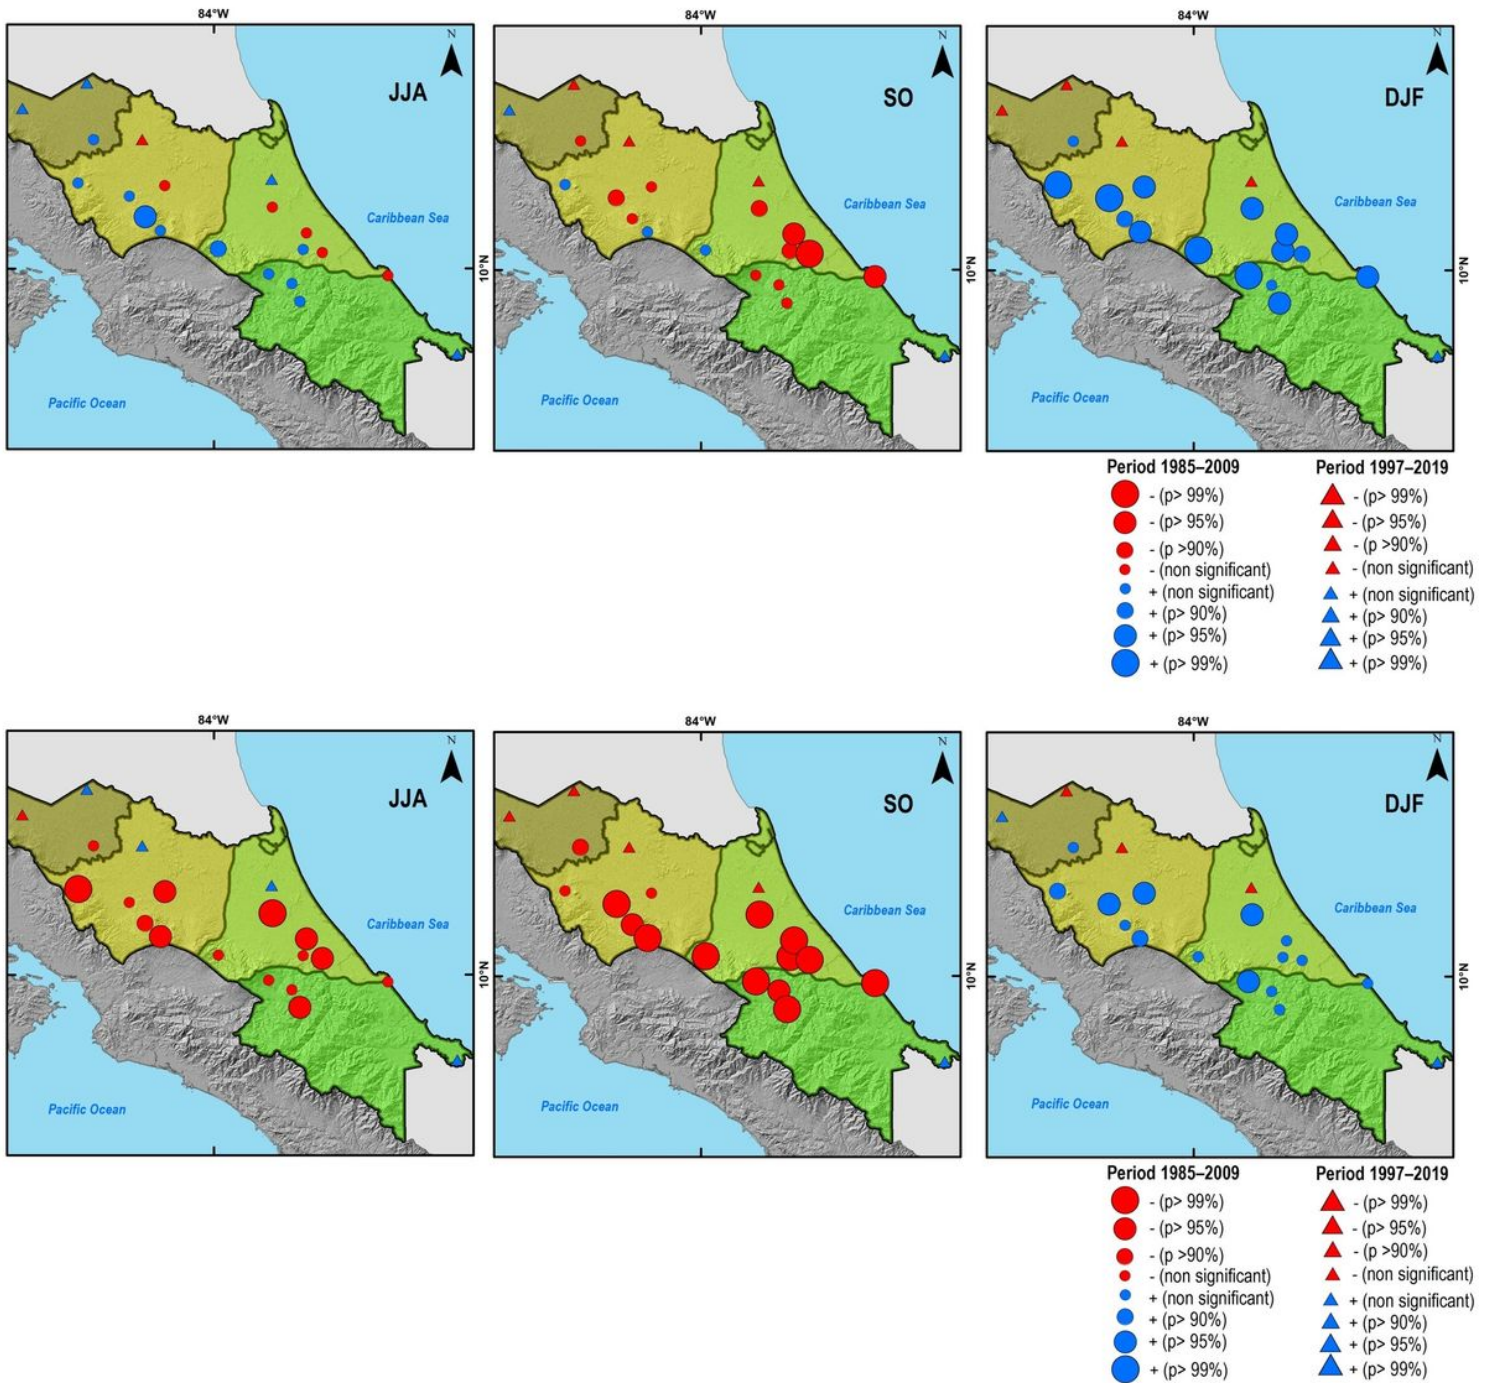 84°W
84°W
84°W
N
N
N
JJA
SO
DJF
Caribbean Sea
Caribbean Sea
Caribbean Sea
10°N
10°N
10°N
Pacific Ocean
Pacific Ocean
Pacific Ocean
Period 1985–2009
- (p> 99%)
- (p> 95%)
- (p >90%)
- (non significant)
+ (non significant)
+ (p> 90%)
+ (p> 95%)
+ (p> 99%)
Period 1997–2019
- (p> 99%)
- (p> 95%)
- (p >90%)
- (non significant)
+ (non significant)
+ (p> 90%)
+ (p> 95%)
+ (p> 99%)
84°W
84°W
84°W
N
N
N
JJA
SO
DJF
Caribbean Sea
Caribbean Sea
Caribbean Sea
10°N
10°N
10°N
Pacific Ocean
Pacific Ocean
Pacific Ocean
Period 1985–2009
- (p> 99%)
- (p> 95%)
- (p >90%)
- (non significant)
+ (non significant)
+ (p> 90%)
+ (p> 95%)
+ (p> 99%)
Period 1997–2019
- (p> 99%)
- (p> 95%)
- (p >90%)
- (non significant)
+ (non significant)
+ (p> 90%)
+ (p> 95%)
+ (p> 99%)